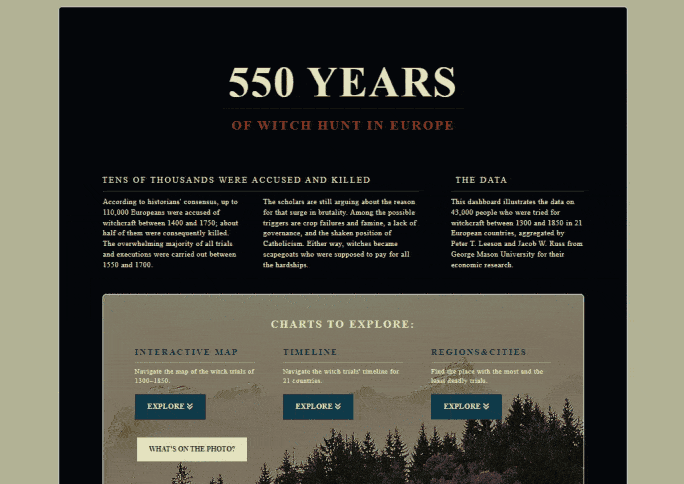 550 YEARS
OF WITCH HUNT IN EUROPE
TENS OF THOUSANDS WERE ACCUSED AND KILLED
According to historians' consensus, up to
110,000 Europeans were accused of
witchcraft between 1400 and 1750; about
half of them were consequently killed.
The overwhelming majority of all trials
and executions were carried out between
1550 and 1700.
The scholars are still arguing about the reason
for that surge in brutality. Among the possible
triggers are crop failures and famine, a lack of
governance, and the shaken position of
Catholicism. Either way, witches became
scapegoats who were supposed to pay for all
the hardships.
THE DATA
This dashboard illustrates the data on
43,000 people who were tried for
witchcraft between 1300 and 1850 in 21
European countries, aggregated by
Peter T. Leeson and Jacob W. Russ from
George Mason University for their
economic research.
CHARTS TO EXPLORE:
INTERACTIVE MAP
Navigate the map of the witch trials of
1300–1850.
EXPLORE
WHAT'S ON THE PHOTO?
TIMELINE
Navigate the witch trials' timeline for
21 countries.
EXPLORE
REGIONS&CITIES
Find the place with the most and the
least deadly trials.
EXPLORE